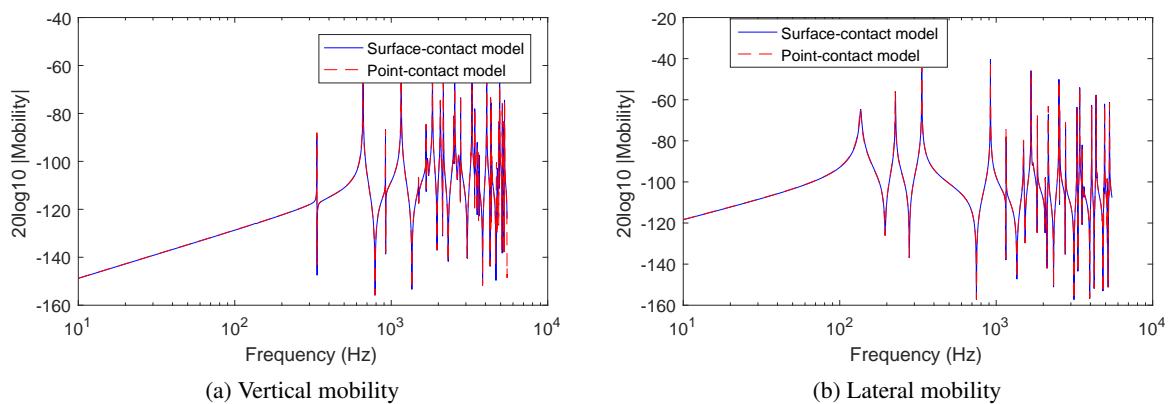 -40
-60
-80
-100
-120
-140
-160
20log10 |Mobility|
Surface-contact model
Point-contact model
10^1
10^2
10^3
10^4
Frequency (Hz)
(a) Vertical mobility
-20
-40
-60
-80
-100
-120
-140
-160
20log10 |Mobility|
Surface-contact model
Point-contact model
10^1
10^2
10^3
10^4
Frequency (Hz)
(b) Lateral mobility